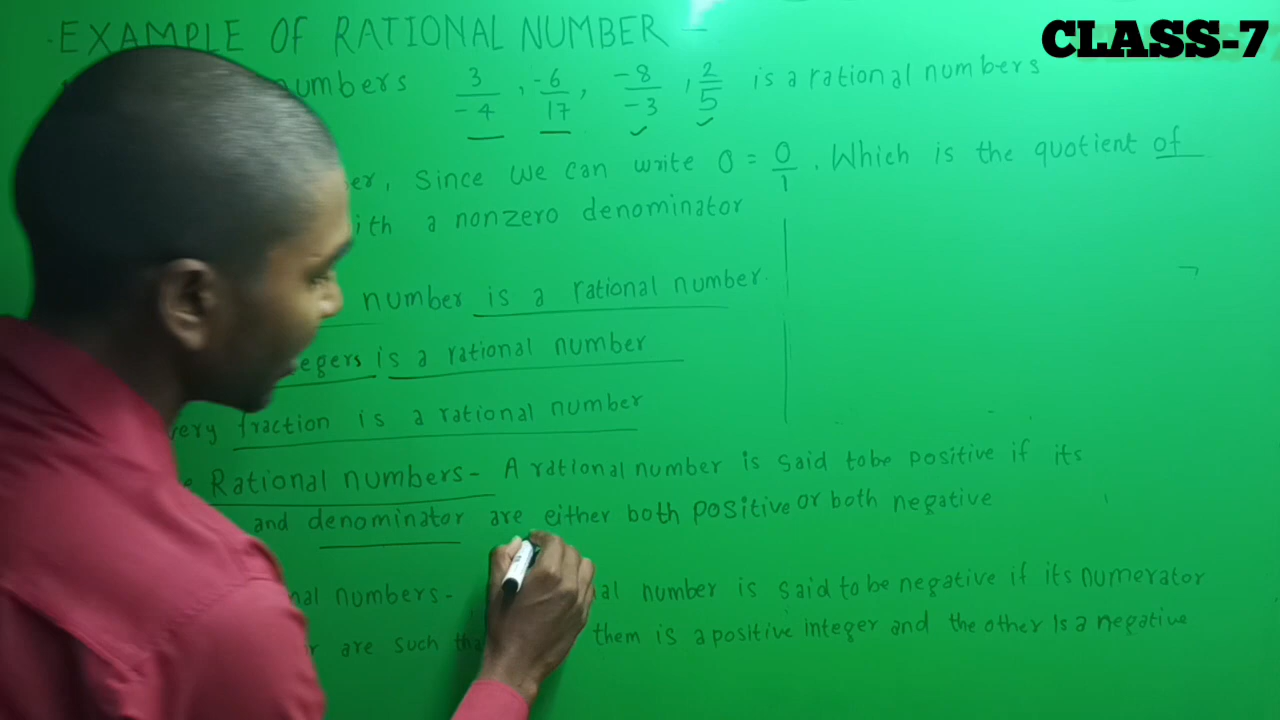 EXAMPLE OF RATIONAL NUMBER -
CLASS-7
numbers 3/-4, -6/17, -8/-3, 2/5 is a rational numbers
er, since we can write 0 = 0/1. Which is the quotient of
ith a nonzero denominator
number is a rational number.
egers is a rational number
very fraction is a rational number
e Rational numbers- A rational number is said tobe positive if its
and denominator are either both positive or both negative
nal numbers- al number is said to be negative if its numerator
r are such tha them is a positive integer and the other is a negative